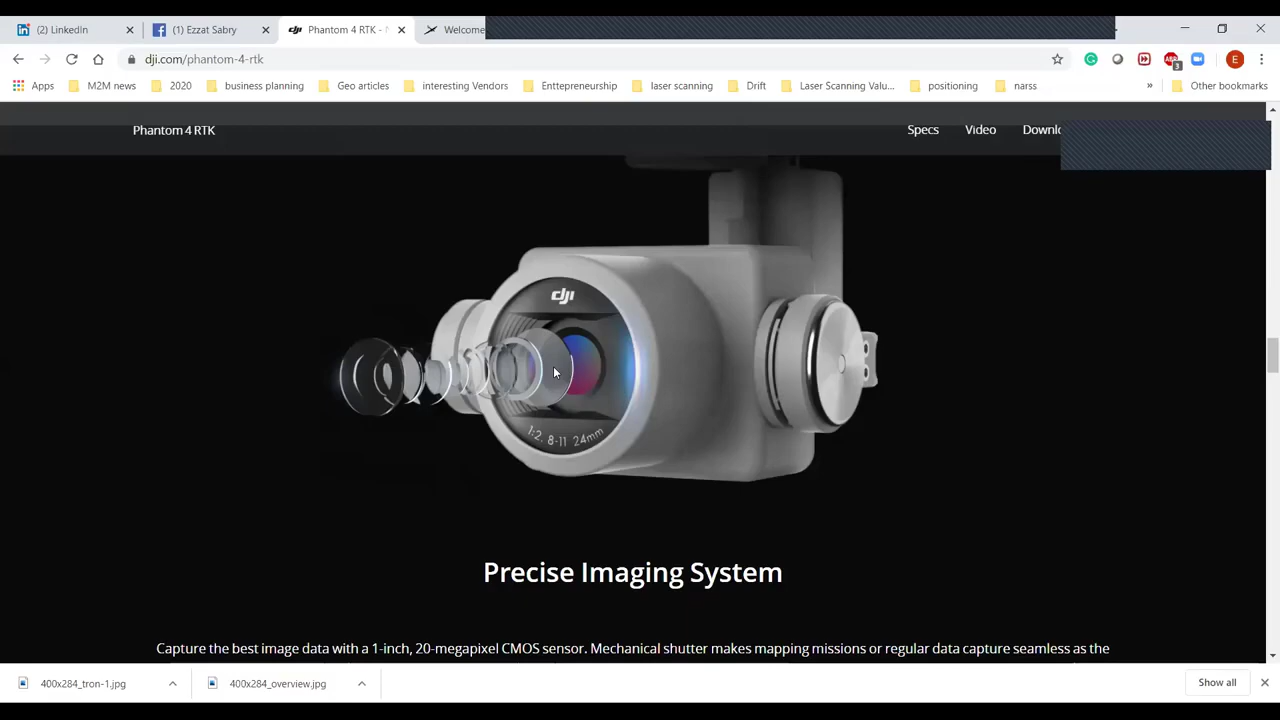 (2) LinkedIn
(1) Ezzat Sabry
dji Phantom 4 RTK -
Welcome
dji.com/phantom-4-rtk
Apps M2M news 2020 business planning Geo articles interesting Vendors Enttepreneurship laser scanning Drift Laser Scanning Valu... positioning narss » Other bookmarks
ABP 3 E
Phantom 4 RTK
Specs Video
dji
1:2. 8-11 24mm
Precise Imaging System
Capture the best image data with a 1-inch, 20-megapixel CMOS sensor. Mechanical shutter makes mapping missions or regular data capture seamless as the
400x284_tron-1.jpg
400x284_overview.jpg
Show all